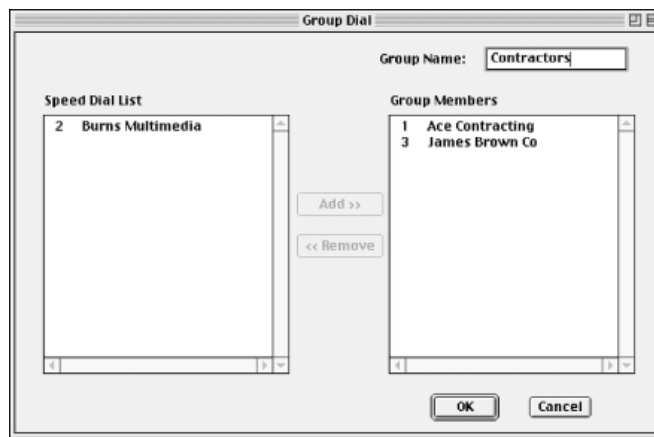 Group Dial
Group Name: Contractors
Speed Dial List
Group Members
2 Burns Multimedia
1 Ace Contracting
3 James Brown Co
Add >>
<< Remove
OK
Cancel